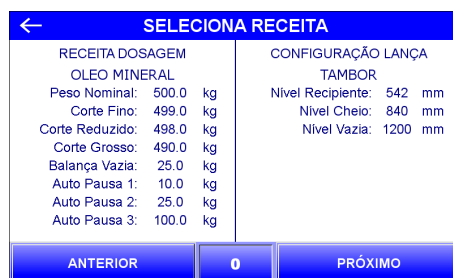 SELECIONA RECEITA
RECEITA DOSAGEM
OLEO MINERAL
Peso Nominal: 500.0 kg
Corte Fino: 499.0 kg
Corte Reduzido: 498.0 kg
Corte Grosso: 490.0 kg
Balança Vazia: 25.0 kg
Auto Pausa 1: 10.0 kg
Auto Pausa 2: 25.0 kg
Auto Pausa 3: 100.0 kg
CONFIGURAÇÃO LANÇA
TAMBOR
Nível Recipiente: 542 mm
Nível Cheio: 840 mm
Nível Vazia: 1200 mm
ANTERIOR
0
PRÓXIMO